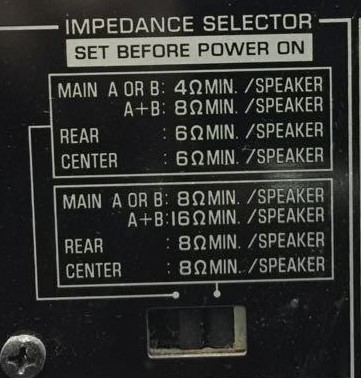 IMPEDANCE SELECTOR
SET BEFORE POWER ON
MAIN A OR B: 4ΩMIN. /SPEAKER
A+B: 8ΩMIN. /SPEAKER
REAR : 6ΩMIN. /SPEAKER
CENTER : 6ΩMIN. /SPEAKER
MAIN A OR B: 8ΩMIN. /SPEAKER
A+B:16ΩMIN. /SPEAKER
REAR : 8ΩMIN. /SPEAKER
CENTER : 8ΩMIN. /SPEAKER